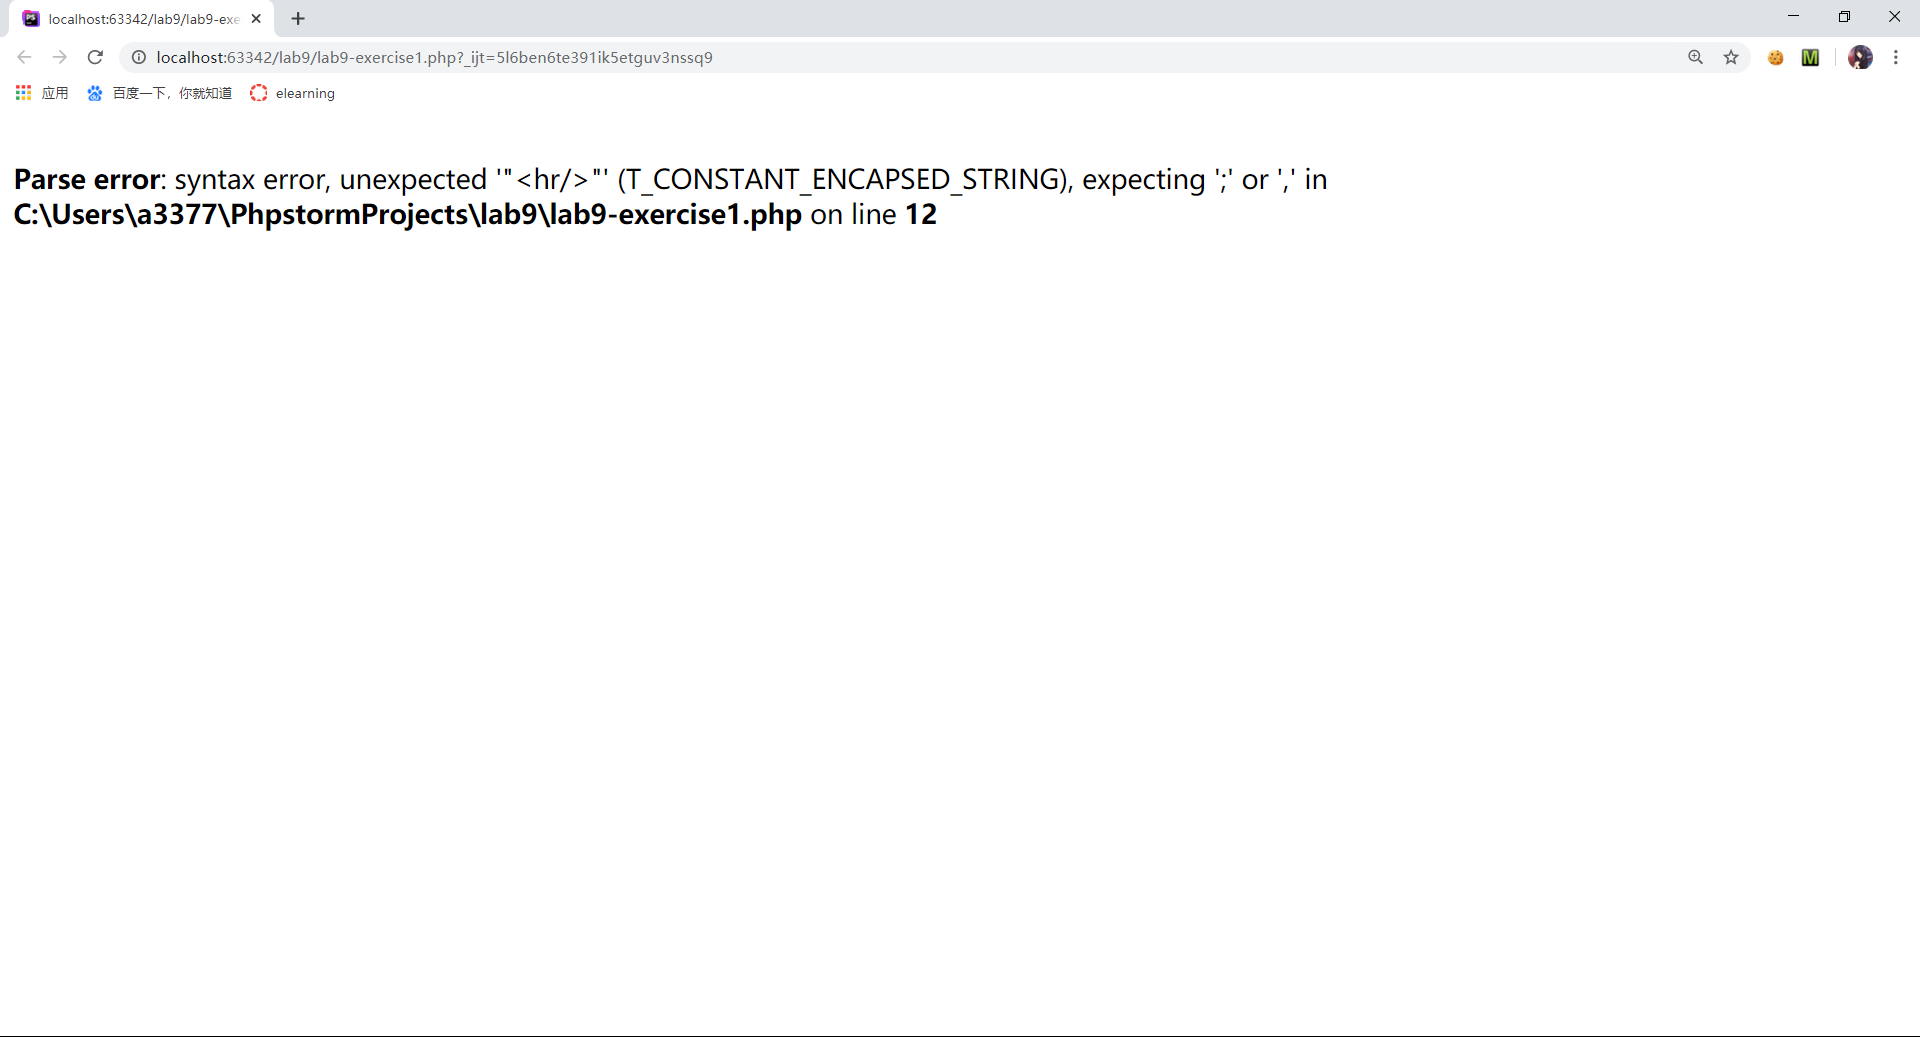 localhost:63342/lab9/lab9-exe
localhost:63342/lab9/lab9-exercise1.php?_ijt=5l6ben6te391ik5etguv3nssq9
应用 百度一下，你就知道 elearning
Parse error: syntax error, unexpected '"<hr/>"' (T_CONSTANT_ENCAPSED_STRING), expecting ';' or ',' in
C:\Users\a3377\PhpstormProjects\lab9\lab9-exercise1.php on line 12